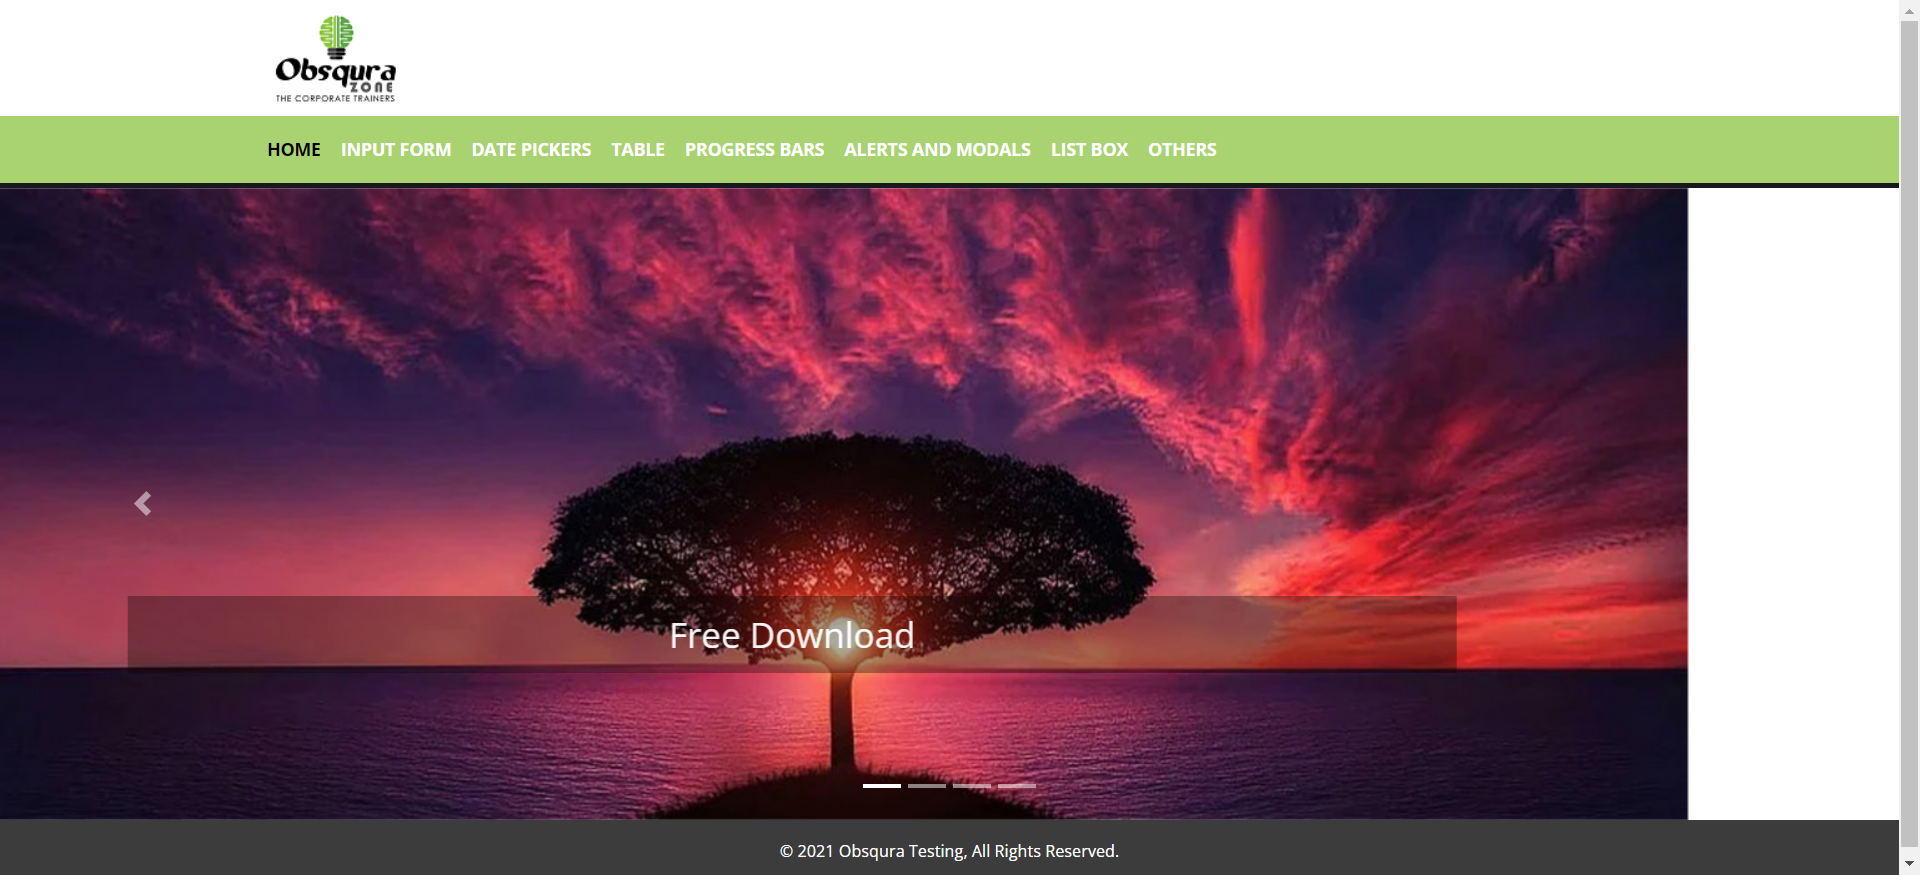 Obsqura
ZONE
THE CORPORATE TRAINERS
HOME INPUT FORM DATE PICKERS TABLE PROGRESS BARS ALERTS AND MODALS LIST BOX OTHERS
Free Download
© 2021 Obsqura Testing, All Rights Reserved.